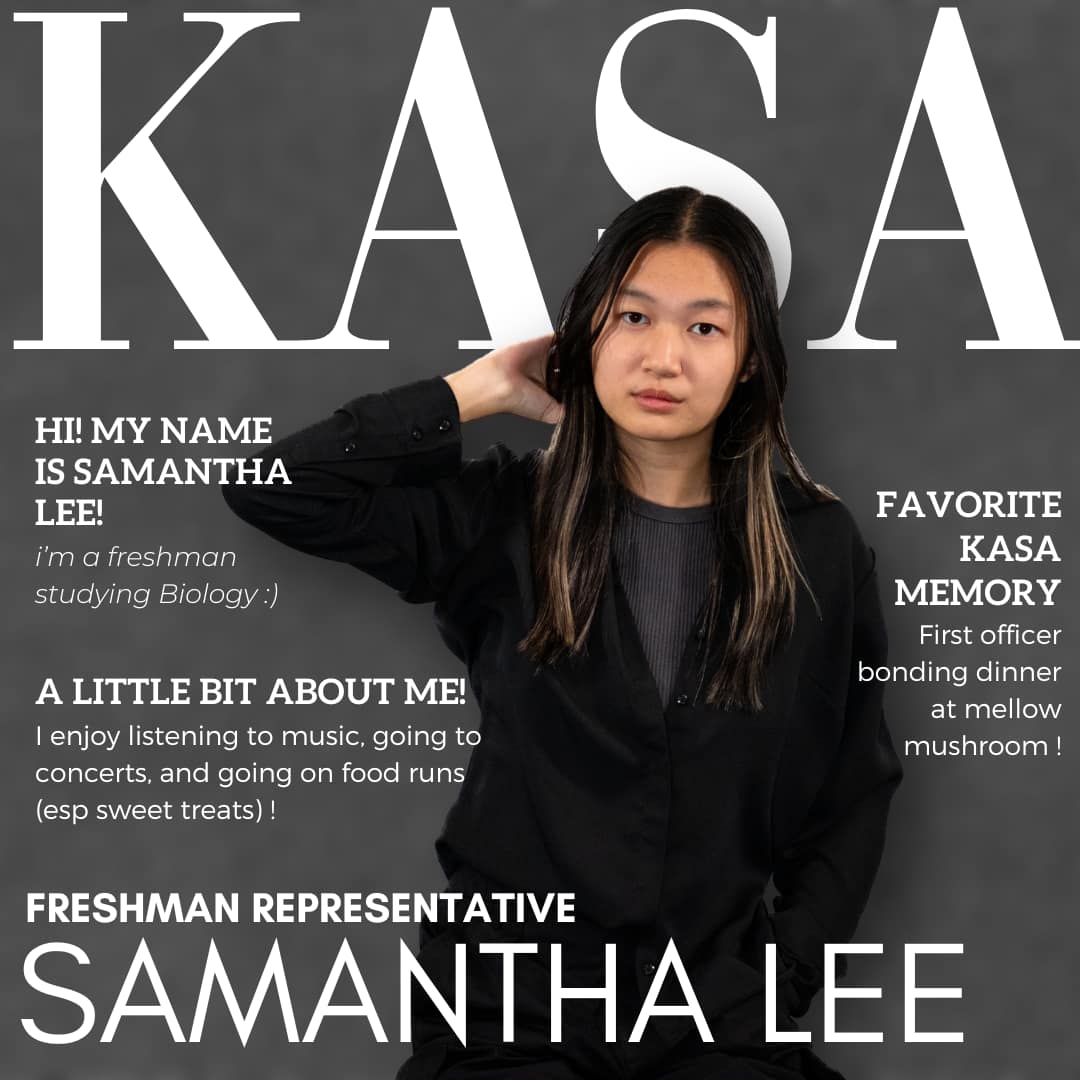 KASA
HI! MY NAME
IS SAMANTHA
LEE!
i'm a freshman
studying Biology :)
FAVORITE
KASA
MEMORY
First officer
bonding dinner
at mellow
mushroom !
A LITTLE BIT ABOUT ME!
I enjoy listening to music, going to
concerts, and going on food runs
(esp sweet treats) !
FRESHMAN REPRESENTATIVE
SAMANTHA LEE